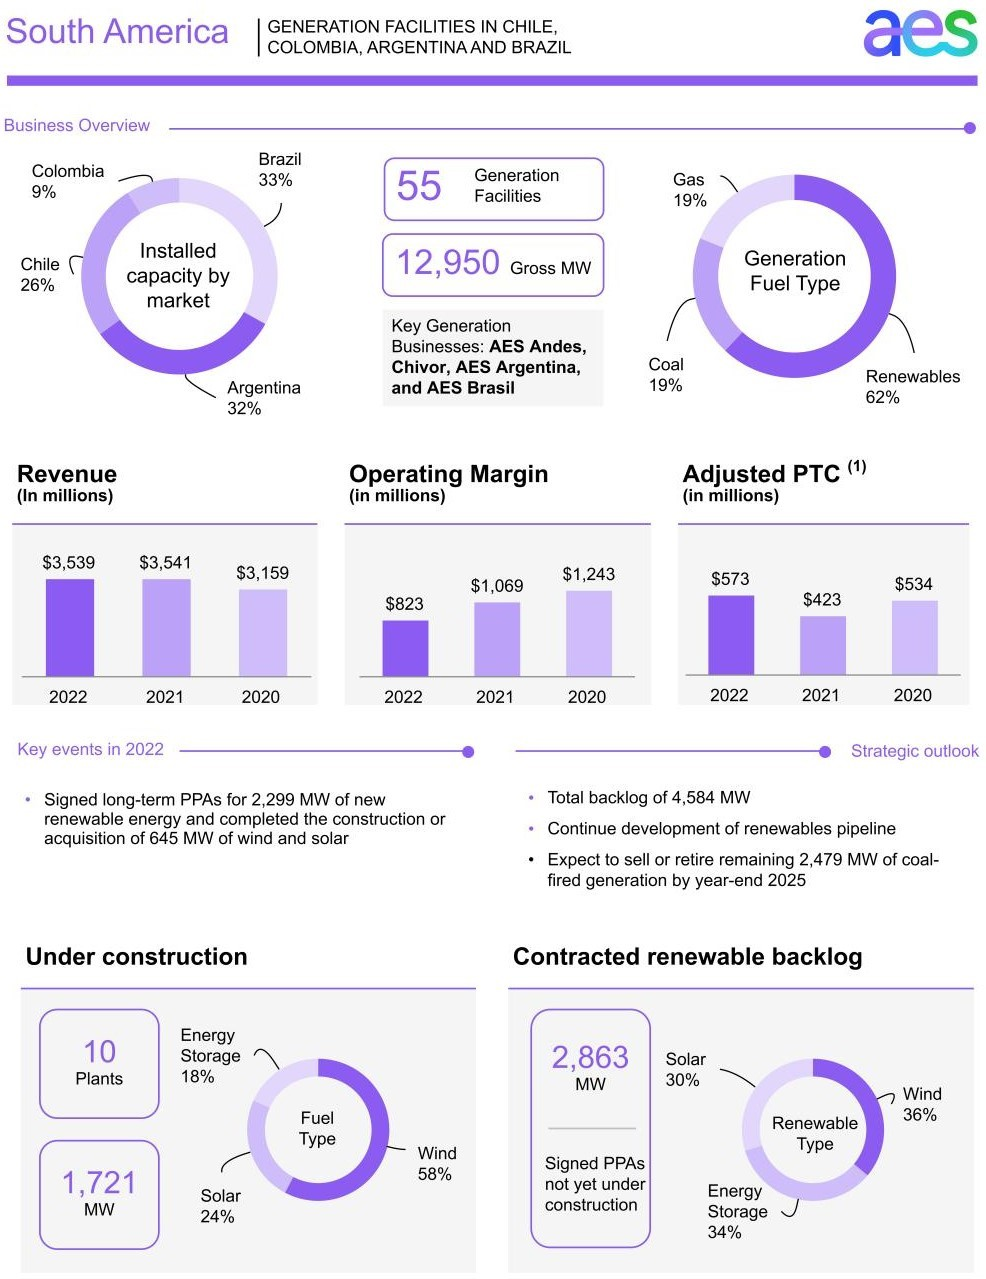 South America
GENERATION FACILITIES IN CHILE,
COLOMBIA, ARGENTINA AND BRAZIL
aes
Business Overview
Colombia
9%
Brazil
33%
Chile
26%
Argentina
32%
Installed
capacity by
market
55
Generation
Facilities
12,950 Gross MW
Key Generation
Businesses: AES Andes,
Chivor, AES Argentina,
and AES Brasil
Gas
19%
Generation
Fuel Type
Coal
19%
Renewables
62%
Revenue
(In millions)
$3,539
$3,541
$3,159
2022
2021
2020
Operating Margin
(in millions)
$823
$1,069
$1,243
2022
2021
2020
Adjusted PTC (1)
(in millions)
$573
$423
$534
2022
2021
2020
Key events in 2022
• Signed long-term PPAs for 2,299 MW of new
renewable energy and completed the construction or
acquisition of 645 MW of wind and solar
Strategic outlook
• Total backlog of 4,584 MW
• Continue development of renewables pipeline
• Expect to sell or retire remaining 2,479 MW of coal-
fired generation by year-end 2025
Under construction
10
Plants
1,721
MW
Energy
Storage
18%
Fuel
Type
Wind
58%
Solar
24%
Contracted renewable backlog
2,863
MW
Signed PPAs
not yet under
construction
Solar
30%
Renewable
Type
Wind
36%
Energy
Storage
34%